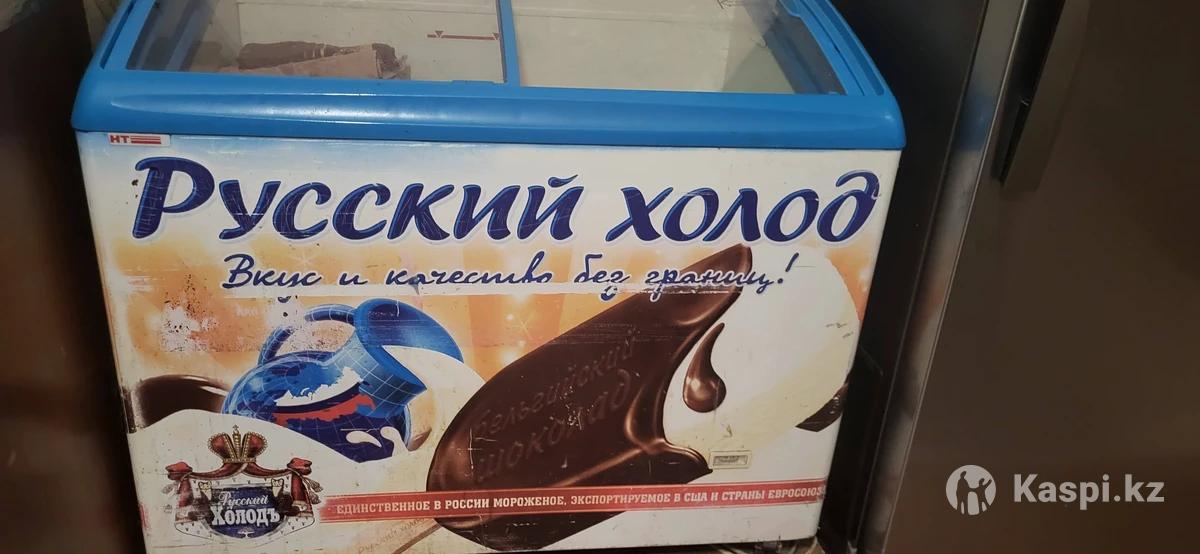 НТ
Русский холод
Вкус и качество без границ!
Бельгийский
шоколад
Русский
Холодъ
ЕДИНСТВЕННОЕ В РОССИИ МОРОЖЕНОЕ, ЭКСПОРТИРУЕМОЕ В США И СТРАНЫ ЕВРОСОЮЗА
Kaspi.kz